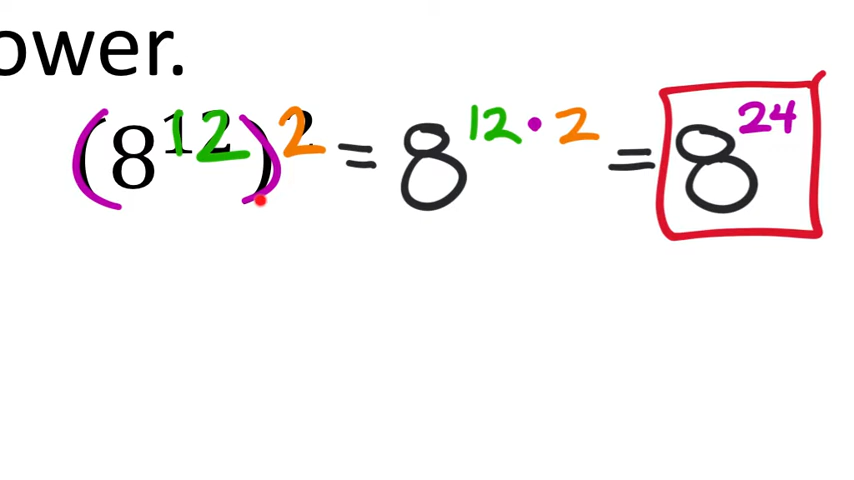 ower.
(8¹²)² = 8¹²·² = 8²⁴